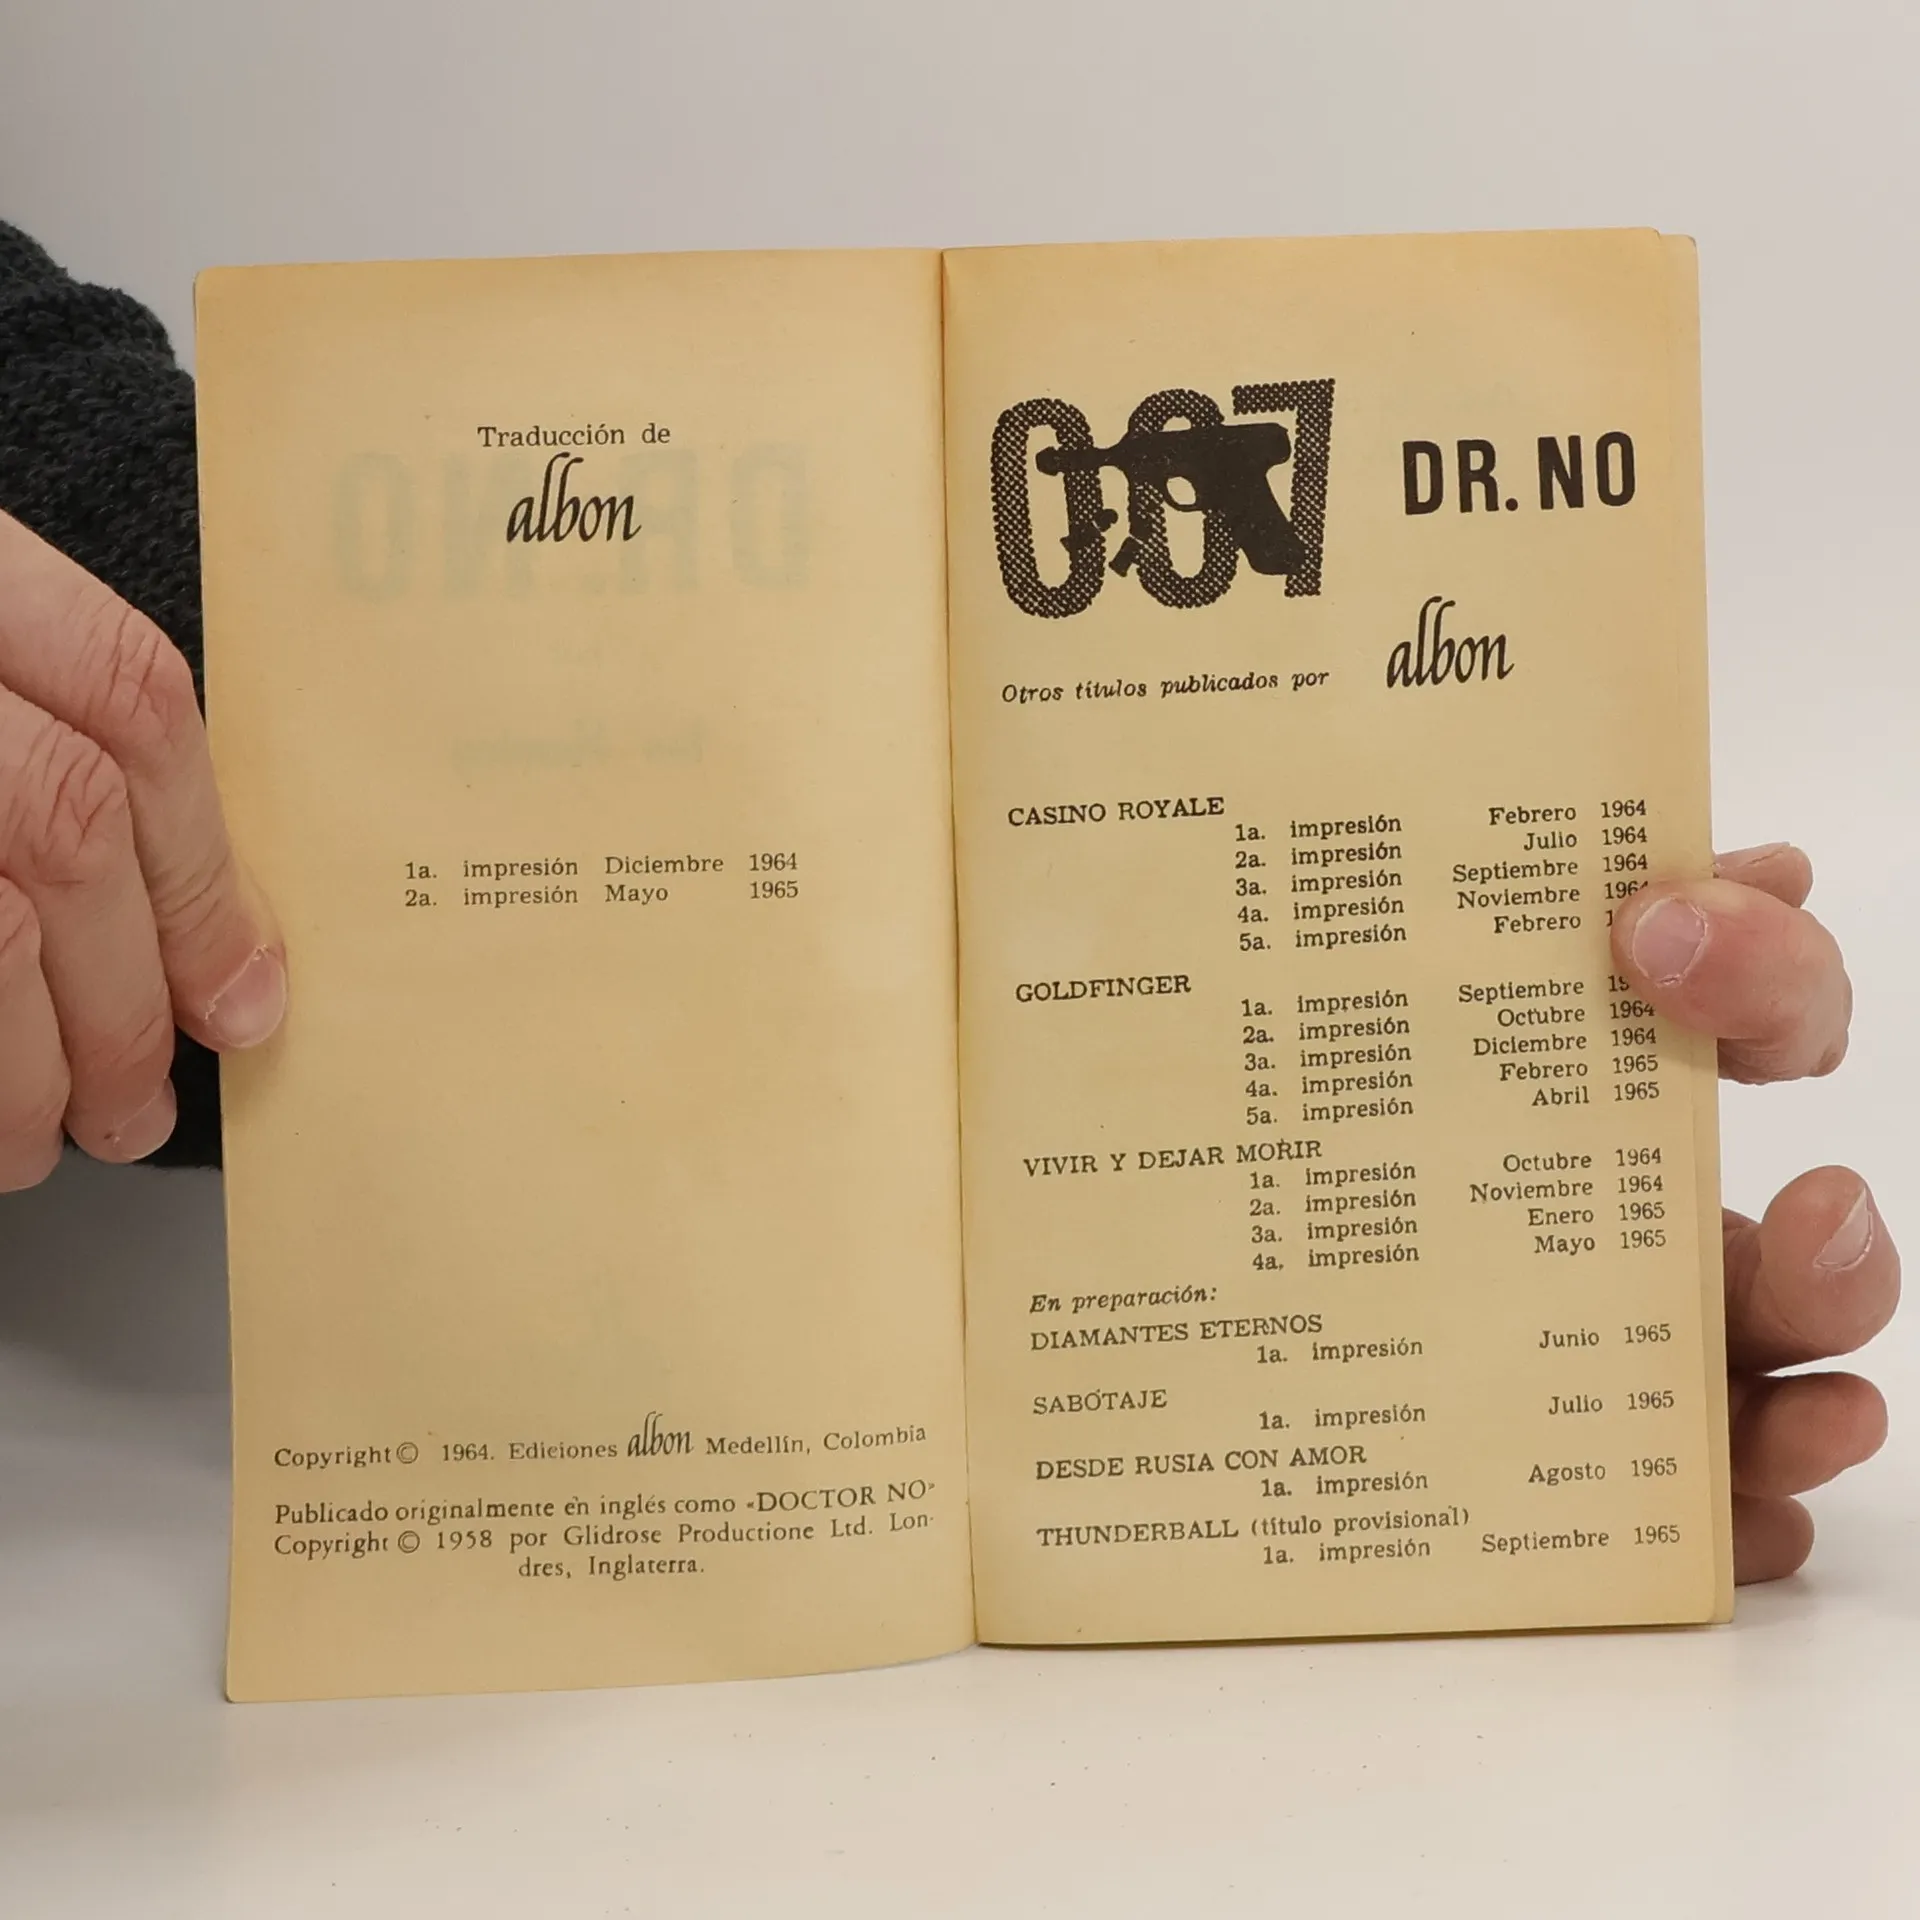 Traducción de
albon
1a. impresión Diciembre 1964
2a. impresión Mayo 1965
Copyright © 1964. Ediciones albon Medellín, Colombia
Publicado originalmente en inglés como «DOCTOR NO»
Copyright © 1958 por Glidrose Productione Ltd. Lon-
dres, Inglaterra.
007 DR. NO
Otros títulos publicados por albon
CASINO ROYALE
1a. impresión Febrero 1964
2a. impresión Julio 1964
3a. impresión Septiembre 1964
4a. impresión Noviembre 1964
5a. impresión Febrero
GOLDFINGER
1a. impresión Septiembre
2a. impresión Octubre 1964
3a. impresión Diciembre 1964
4a. impresión Febrero 1965
5a. impresión Abril 1965
VIVIR Y DEJAR MORIR
1a. impresión Octubre 1964
2a. impresión Noviembre 1964
3a. impresión Enero 1965
4a, impresión Mayo 1965
En preparación:
DIAMANTES ETERNOS
1a. impresión Junio 1965
SABOTAJE
1a. impresión Julio 1965
DESDE RUSIA CON AMOR
1a. impresión Agosto 1965
THUNDERBALL (título provisional)
1a. impresión Septiembre 1965